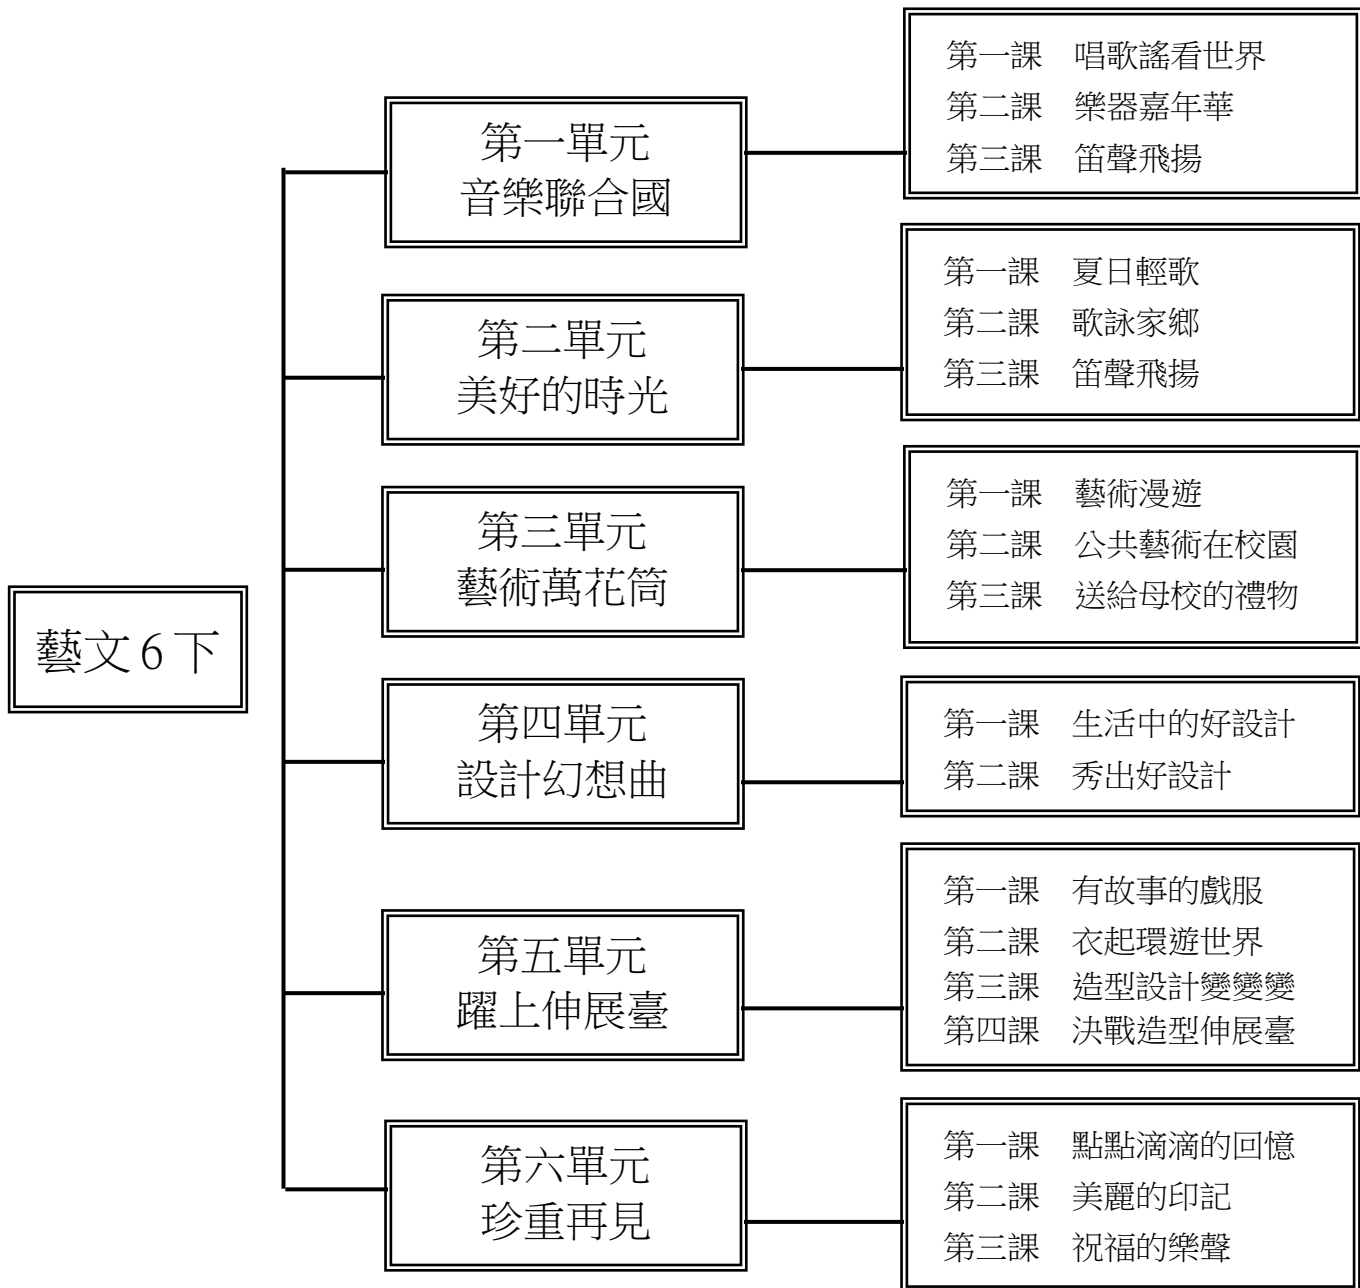 藝文6下
第一單元
音樂聯合國
第一課　唱歌謠看世界
第二課　樂器嘉年華
第三課　笛聲飛揚
第二單元
美好的時光
第一課　夏日輕歌
第二課　歌詠家鄉
第三課　笛聲飛揚
第三單元
藝術萬花筒
第一課　藝術漫遊
第二課　公共藝術在校園
第三課　送給母校的禮物
第四單元
設計幻想曲
第一課　生活中的好設計
第二課　秀出好設計
第五單元
躍上伸展臺
第一課　有故事的戲服
第二課　衣起環遊世界
第三課　造型設計變變變
第四課　決戰造型伸展臺
第六單元
珍重再見
第一課　點點滴滴的回憶
第二課　美麗的印記
第三課　祝福的樂聲